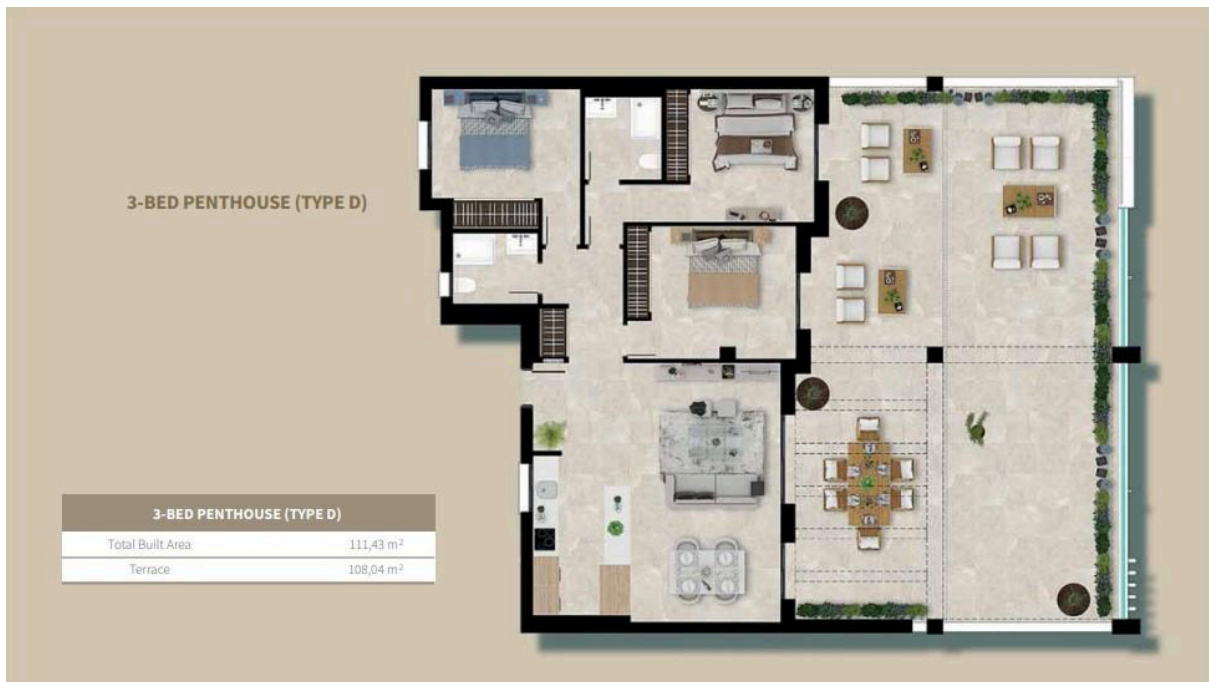 3-BED PENTHOUSE (TYPE D)
3-BED PENTHOUSE (TYPE D)
Total Built Area 111,43 m²
Terrace 108,04 m²